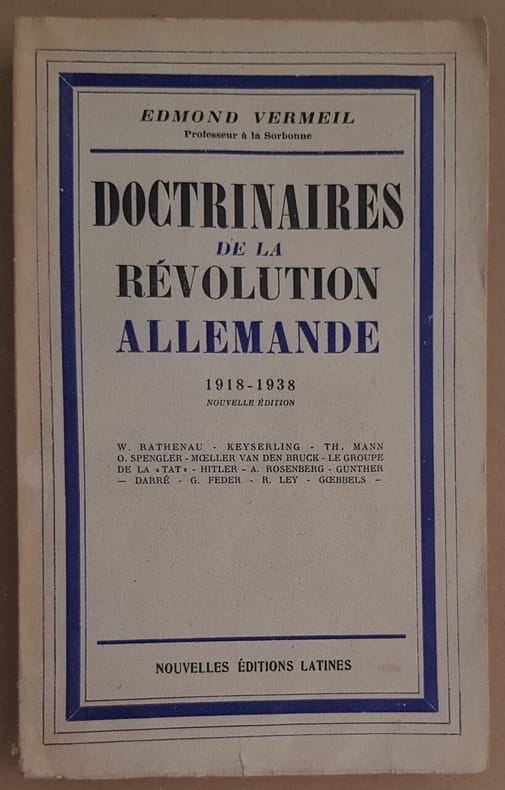 EDMOND VERMEIL
Professeur à la Sorbonne
DOCTRINAIRES
DE LA
RÉVOLUTION
ALLEMANDE
1918-1938
NOUVELLE ÉDITION
W. RATHENAU - KEYSERLING - TH. MANN
O. SPENGLER - MŒLLER VAN DEN BRUCK - LE GROUPE
DE LA «TAT» - HITLER - A. ROSENBERG - GUNTHER
— DARRÉ - G. FEDER - R. LEY - GŒBBELS —
NOUVELLES ÉDITIONS LATINES